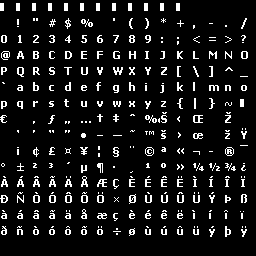 ! " # $ % ' ( ) * + , - . /
0 1 2 3 4 5 6 7 8 9 : ; < = > ?
@ A B C D E F G H I J K L M N O
P Q R S T U V W X Y Z [ \ ] ^ _
` a b c d e f g h i j k l m n o
p q r s t u v w x y z { | } ~
€ ‚ ƒ „ … † ‡ ˆ ‰ Š ‹ Œ Ž
‘ ’ “ ” • – — ˜ ™ š › œ ž Ÿ
¡ ¢ £ ¤ ¥ ¦ § ¨ © ª « ¬ - ® ¯
° ± ² ³ ´ µ ¶ · ¸ ¹ º » ¼ ½ ¾ ¿
À Á Â Ã Ä Å Æ Ç È É Ê Ë Ì Í Î Ï
Ð Ñ Ò Ó Ô Õ Ö × Ø Ù Ú Û Ü Ý Þ ß
à á â ã ä å æ ç è é ê ë ì í î ï
ð ñ ò ó ô õ ö ÷ ø ù ú û ü ý þ ÿ